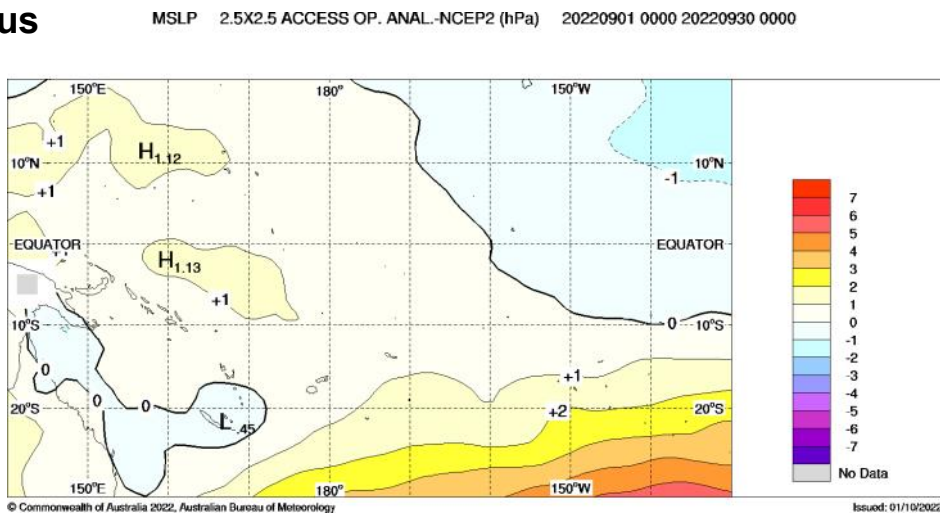 us
MSLP 2.5X2.5 ACCESS OP. ANAL.-NCEP2 (hPa) 20220901 0000 20220930 0000
150°E 180° 150°W
+1
H1.12
10°N 10°N
-1
+1
EQUATOR EQUATOR
H1.13
+1
10°S 0 10°S
0 +1
0 0 +2 20°S
20°S
L-.45
150°E 180° 150°W
7
6
5
4
3
2
1
0
-1
-2
-3
-4
-5
-6
-7
No Data
© Commonwealth of Australia 2022, Australian Bureau of Meteorology Issued: 01/10/2022